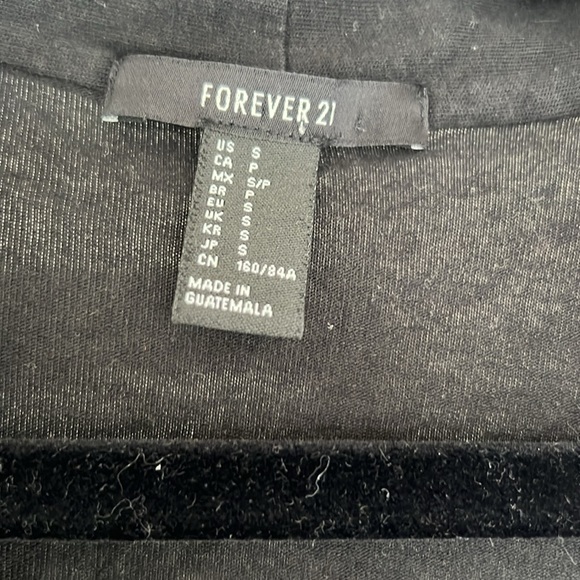 FOREVER 21
US S
CA P
MX S/P
BR P
EU S
UK S
KR S
JP S
CN 160/84A
MADE IN
GUATEMALA